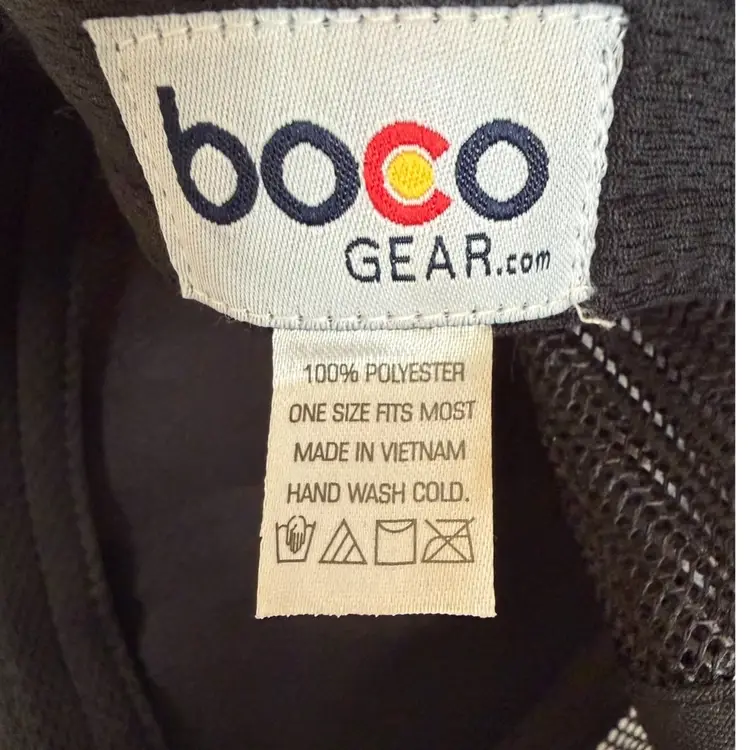 boco
GEAR.com
100% POLYESTER
ONE SIZE FITS MOST
MADE IN VIETNAM
HAND WASH COLD.